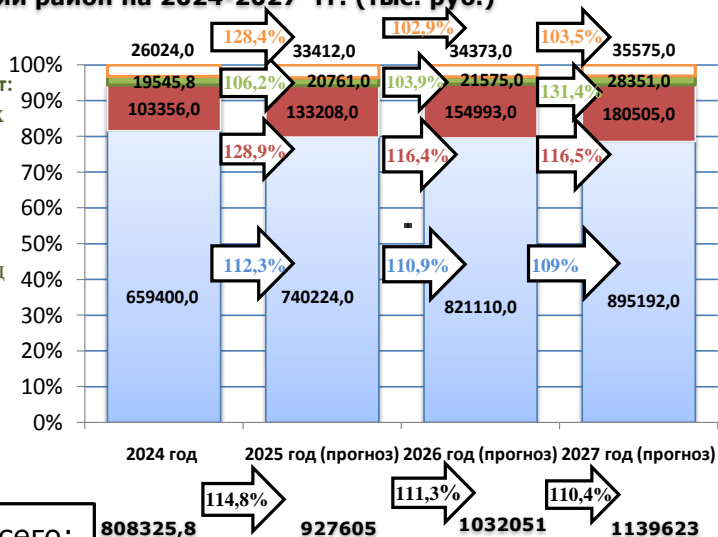 ий район на 2024-2027 гг. (тыс. руб.)
128,4% 102,9% 103,5%
26024,0 33412,0 34373,0 35575,0
100%
т:
19545,8 106,2% 20761,0 103,9% 21575,0 131,4% 28351,0
90%
к
103356,0 133208,0 154993,0 180505,0
80%
128,9% 116,4% 116,5%
70%
60%
50%
112,3% 110,9% 109%
40%
659400,0 740224,0 821110,0 895192,0
30%
20%
10%
0%
2024 год 2025 год (прогноз) 2026 год (прогноз) 2027 год (прогноз)
114,8% 111,3% 110,4%
сего: 808325,8 927605 1032051 1139623